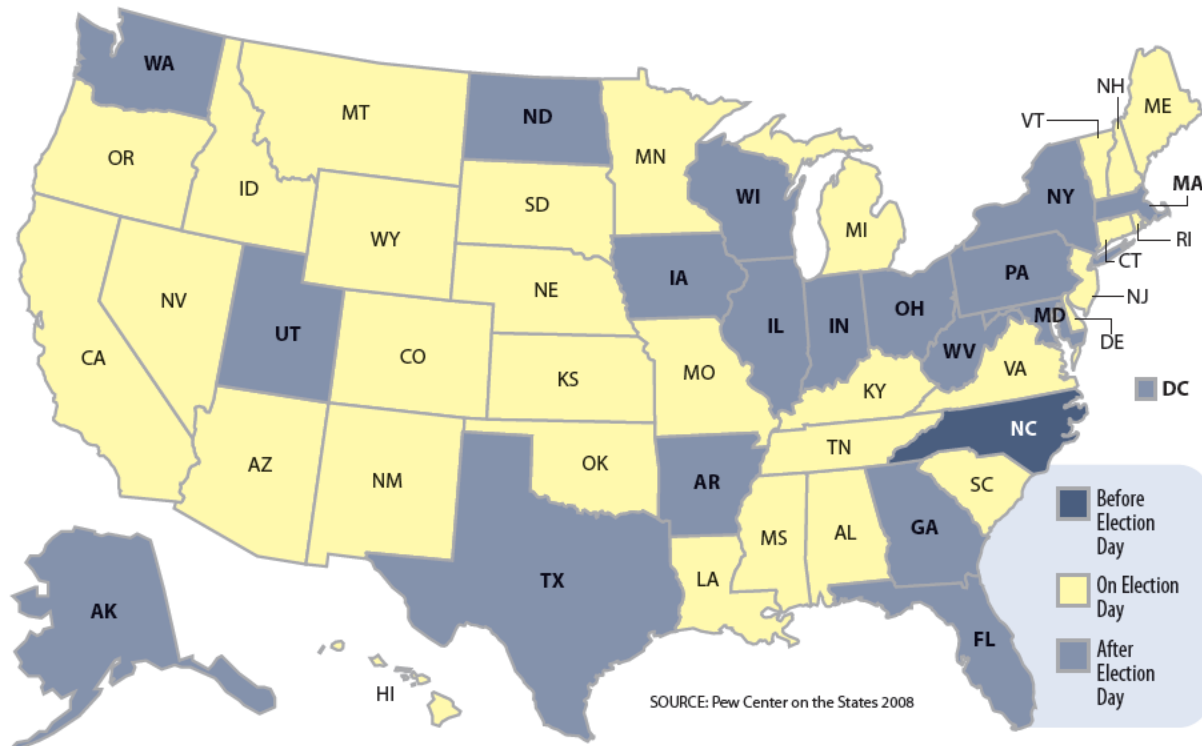 WA
MT
ND
MN
OR
ID
SD
WI
MI
NH
VT
ME
NY
MA
RI
CT
WY
NE
IA
PA
NJ
NV
UT
CO
IL
IN
OH
MD
DE
WV
VA
CA
KS
MO
KY
DC
AZ
NM
OK
AR
TN
NC
SC
MS
AL
GA
LA
TX
FL
AK
HI
Before
Election
Day
On Election
Day
After
Election
Day
SOURCE: Pew Center on the States 2008